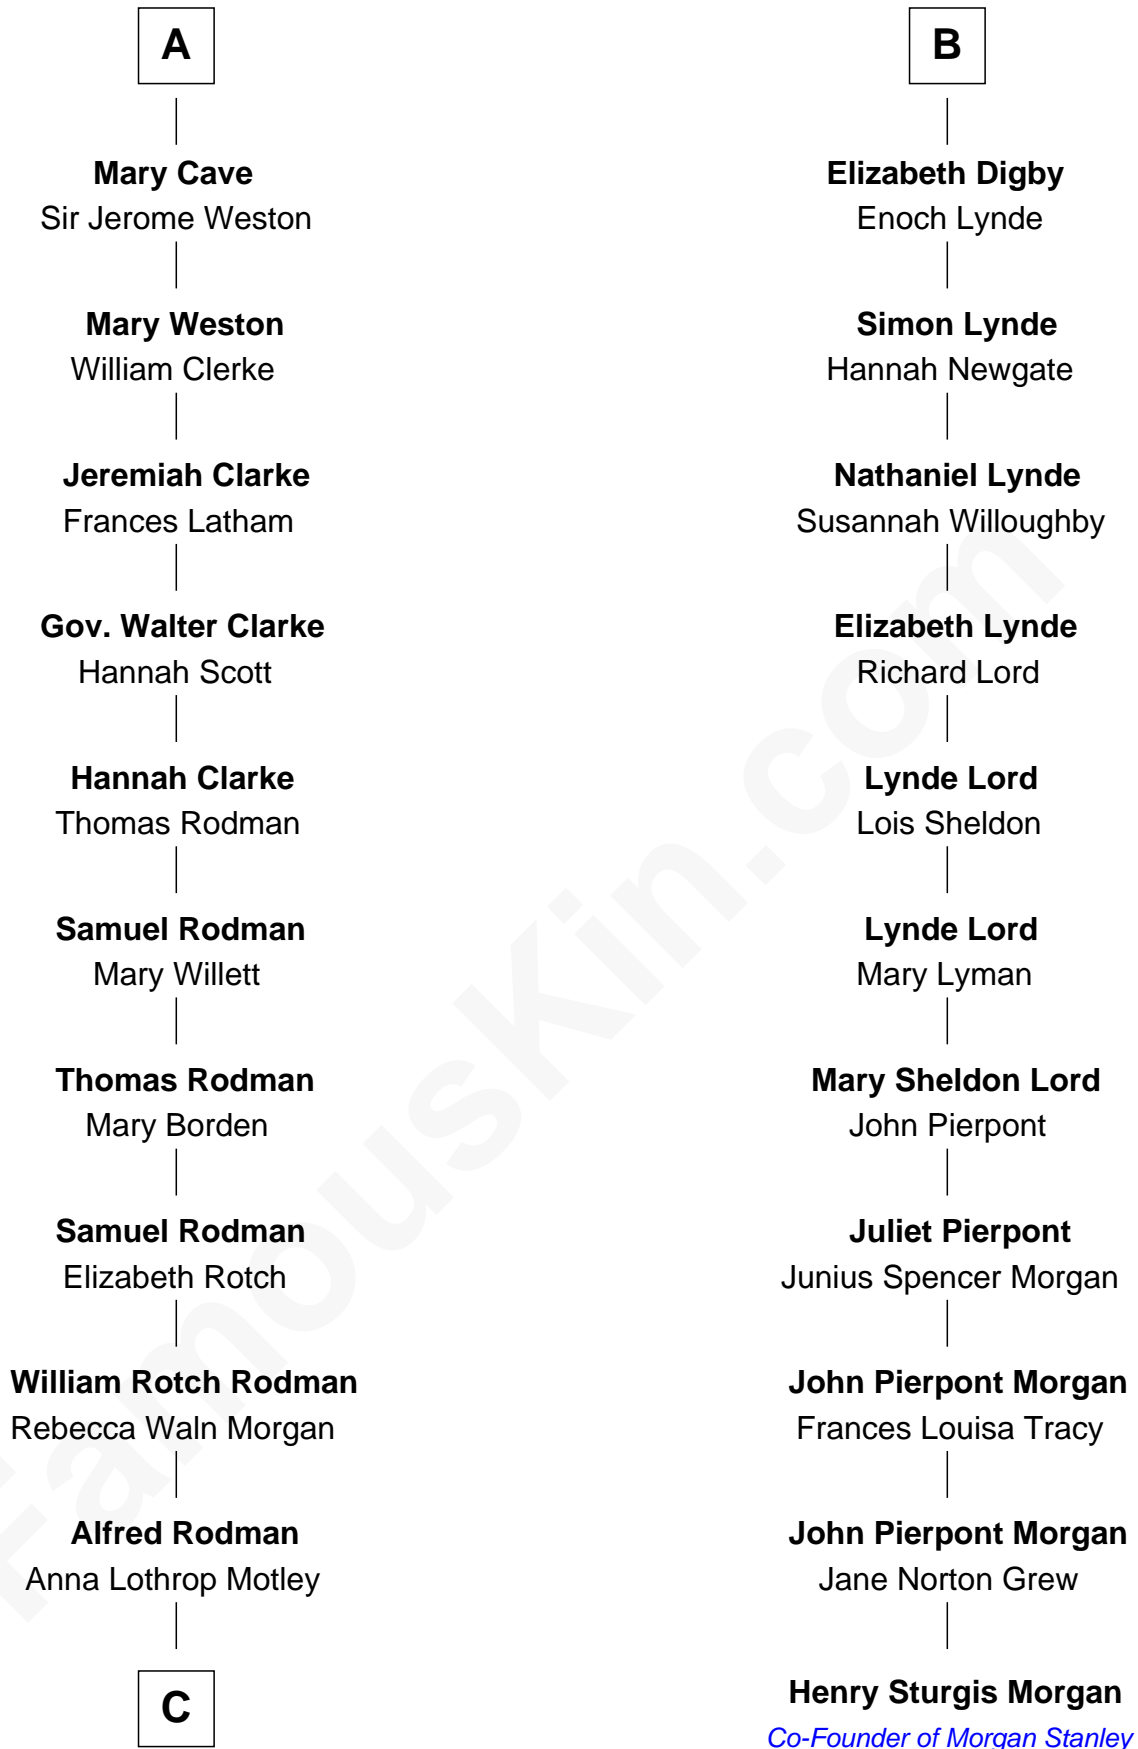 A
Mary Cave
Sir Jerome Weston
Mary Weston
William Clerke
Jeremiah Clarke
Frances Latham
Gov. Walter Clarke
Hannah Scott
Hannah Clarke
Thomas Rodman
Samuel Rodman
Mary Willett
Thomas Rodman
Mary Borden
Samuel Rodman
Elizabeth Rotch
William Rotch Rodman
Rebecca Waln Morgan
Alfred Rodman
Anna Lothrop Motley
C
B
Elizabeth Digby
Enoch Lynde
Simon Lynde
Hannah Newgate
Nathaniel Lynde
Susannah Willoughby
Elizabeth Lynde
Richard Lord
Lynde Lord
Lois Sheldon
Lynde Lord
Mary Lyman
Mary Sheldon Lord
John Pierpont
Juliet Pierpont
Junius Spencer Morgan
John Pierpont Morgan
Frances Louisa Tracy
John Pierpont Morgan
Jane Norton Grew
Henry Sturgis Morgan
Co-Founder of Morgan Stanley
FamousKin.com